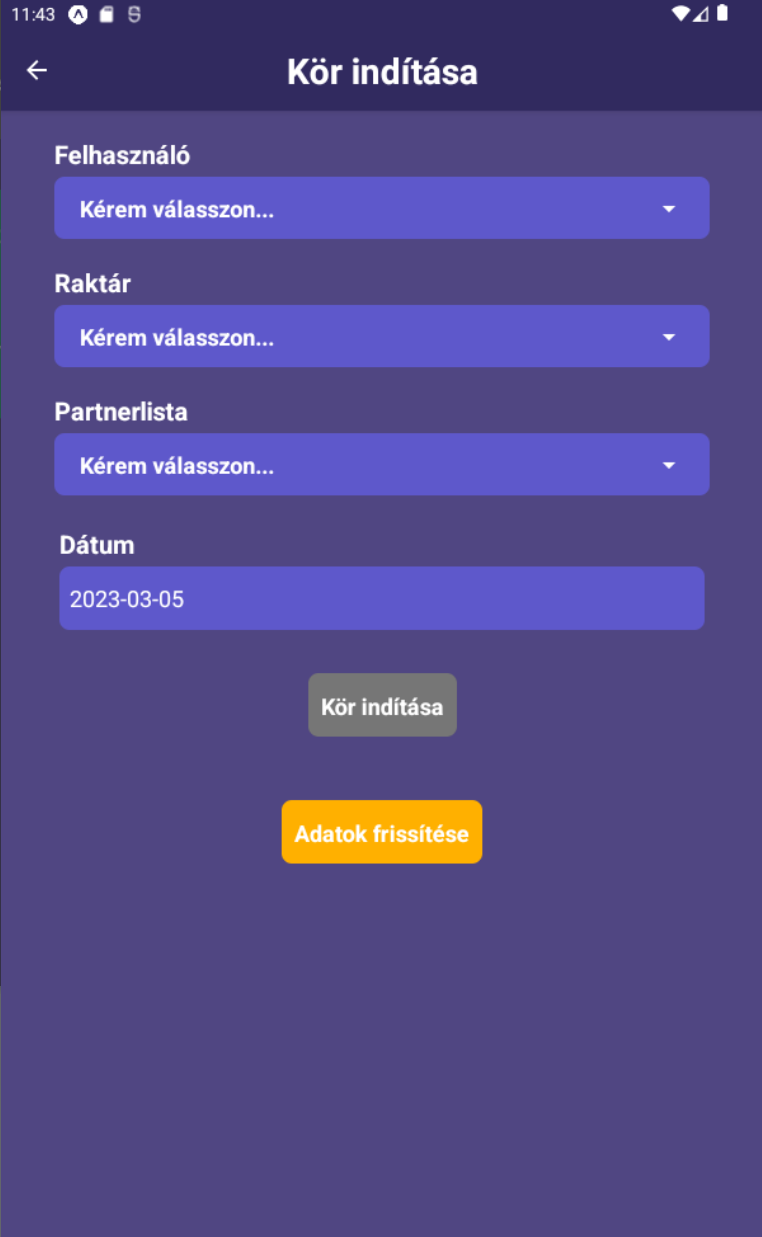 11:43
Kör indítása
Felhasználó
Kérem válasszon...
Raktár
Kérem válasszon...
Partnerlista
Kérem válasszon...
Dátum
2023-03-05
Kör indítása
Adatok frissítése